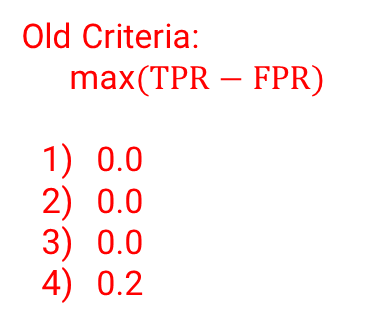 Old Criteria:
max(TPR − FPR)
1) 0.0
2) 0.0
3) 0.0
4) 0.2